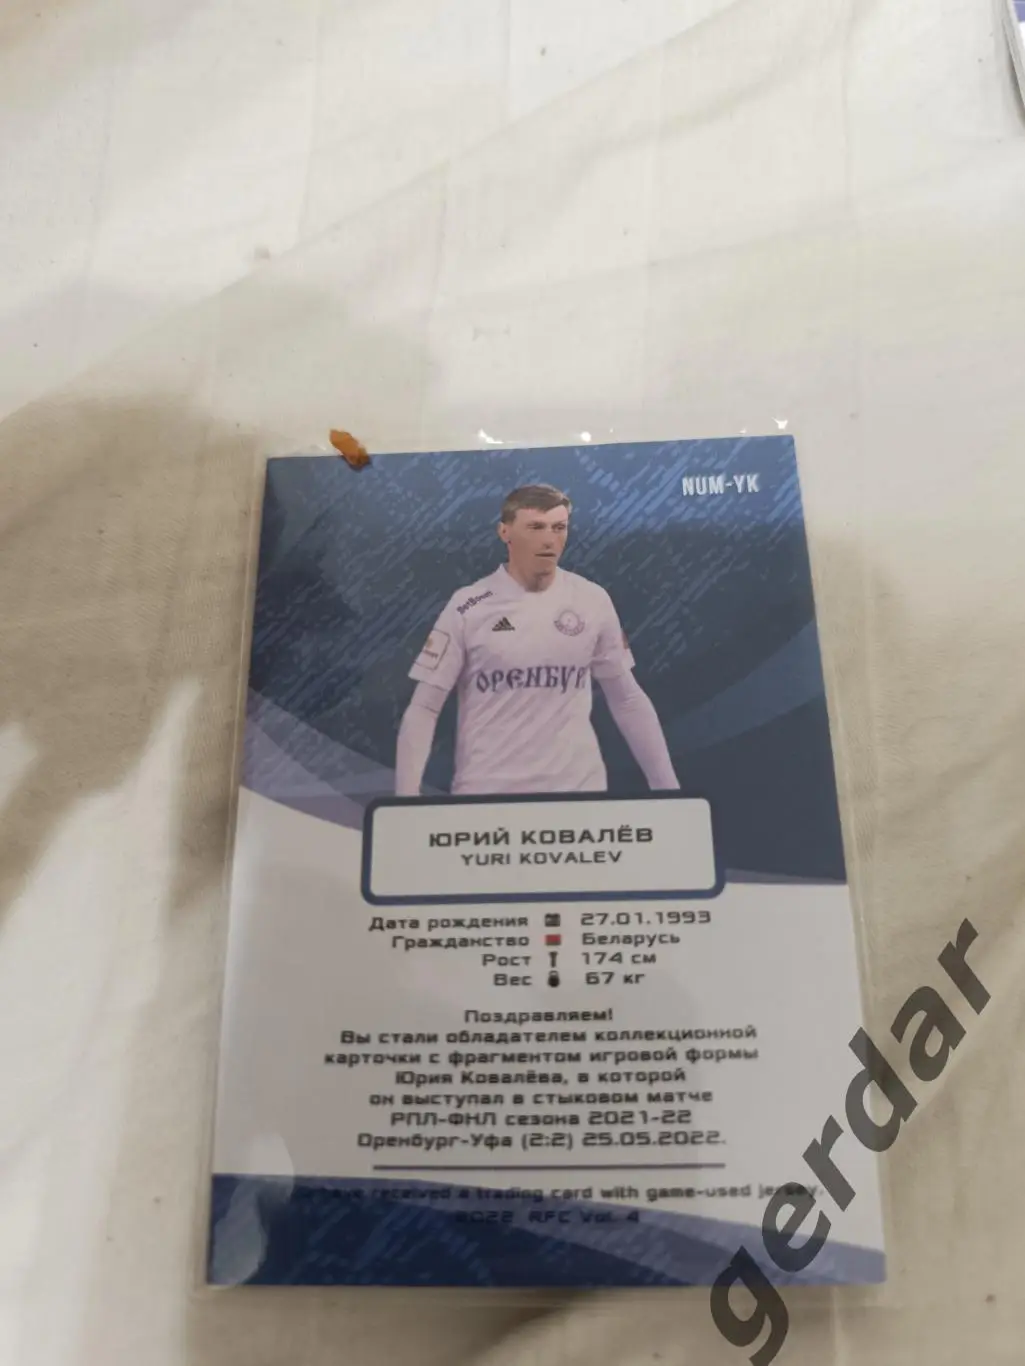 NUM-YK
BetBoom
ОРЕНБУР
ЮРИЙ КОВАЛЁВ
YURI KOVALEV
Дата рождения 27.01.1993
Гражданство Беларусь
Рост 174 см
Вес 67 кг
Поздравляем!
Вы стали обладателем коллекционной
карточки с фрагментом игровой формы
Юрия Ковалёва, в которой
он выступал в стыковом матче
РПЛ-ФНЛ сезона 2021-22
Оренбург-Уфа (2:2) 25.05.2022.
have received a trading card with game-used jersey.
2022 RFC Vol. 4
gerdar